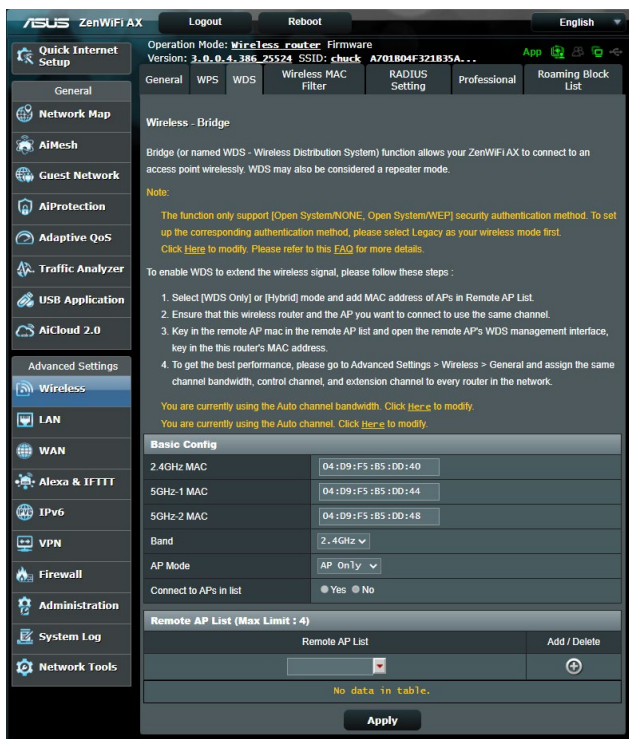 ASUS ZenWiFi AX
Logout
Reboot
English
Quick Internet
Setup
Operation Mode: Wireless router Firmware
Version: 3.0.0.4.386_25524 SSID: chuck A701B04F321B35A...
App
General
WPS
WDS
Wireless MAC
Filter
RADIUS
Setting
Professional
Roaming Block
List
General
Network Map
AiMesh
Guest Network
AiProtection
Adaptive QoS
Traffic Analyzer
USB Application
AiCloud 2.0
Advanced Settings
Wireless
LAN
WAN
Alexa & IFTTT
IPv6
VPN
Firewall
Administration
System Log
Network Tools
Wireless - Bridge
Bridge (or named WDS - Wireless Distribution System) function allows your ZenWiFi AX to connect to an
access point wirelessly. WDS may also be considered a repeater mode.
Note:
The function only support [Open System/NONE, Open System/WEP] security authentication method. To set
up the corresponding authentication method, please select Legacy as your wireless mode first.
Click Here to modify. Please refer to this FAQ for more details.
To enable WDS to extend the wireless signal, please follow these steps :
1. Select [WDS Only] or [Hybrid] mode and add MAC address of APs in Remote AP List.
2. Ensure that this wireless router and the AP you want to connect to use the same channel.
3. Key in the remote AP mac in the remote AP list and open the remote AP's WDS management interface,
key in the this router's MAC address.
4. To get the best performance, please go to Advanced Settings > Wireless > General and assign the same
channel bandwidth, control channel, and extension channel to every router in the network.
You are currently using the Auto channel bandwidth. Click Here to modify.
You are currently using the Auto channel. Click Here to modify.
Basic Config
2.4GHz MAC
04:D9:F5:B5:DD:40
5GHz-1 MAC
04:D9:F5:B5:DD:44
5GHz-2 MAC
04:D9:F5:B5:DD:48
Band
2.4GHz
AP Mode
AP Only
Connect to APs in list
Yes
No
Remote AP List (Max Limit : 4)
Remote AP List
Add / Delete
No data in table.
Apply